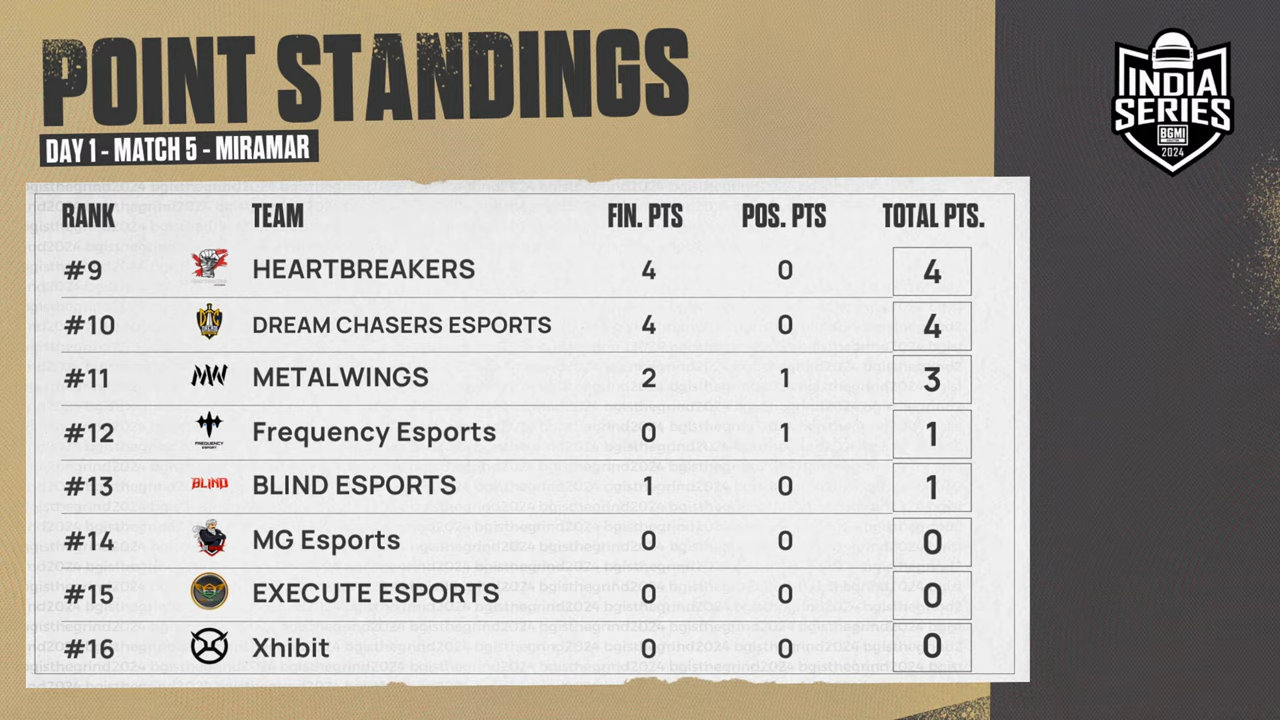 POINT STANDINGS
DAY 1 - MATCH 5 - MIRAMAR
INDIA
SERIES
BGMI
2024
RANK TEAM FIN. PTS POS. PTS TOTAL PTS.
#9 HEARTBREAKERS 4 0 4
#10 DREAM CHASERS ESPORTS 4 0 4
#11 MW METALWINGS 2 1 3
#12 FREQUENCY ESPORT Frequency Esports 0 1 1
#13 BLIND BLIND ESPORTS 1 0 1
#14 MG Esports 0 0 0
#15 EXECUTE ESPORTS 0 0 0
#16 Xhibit 0 0 0